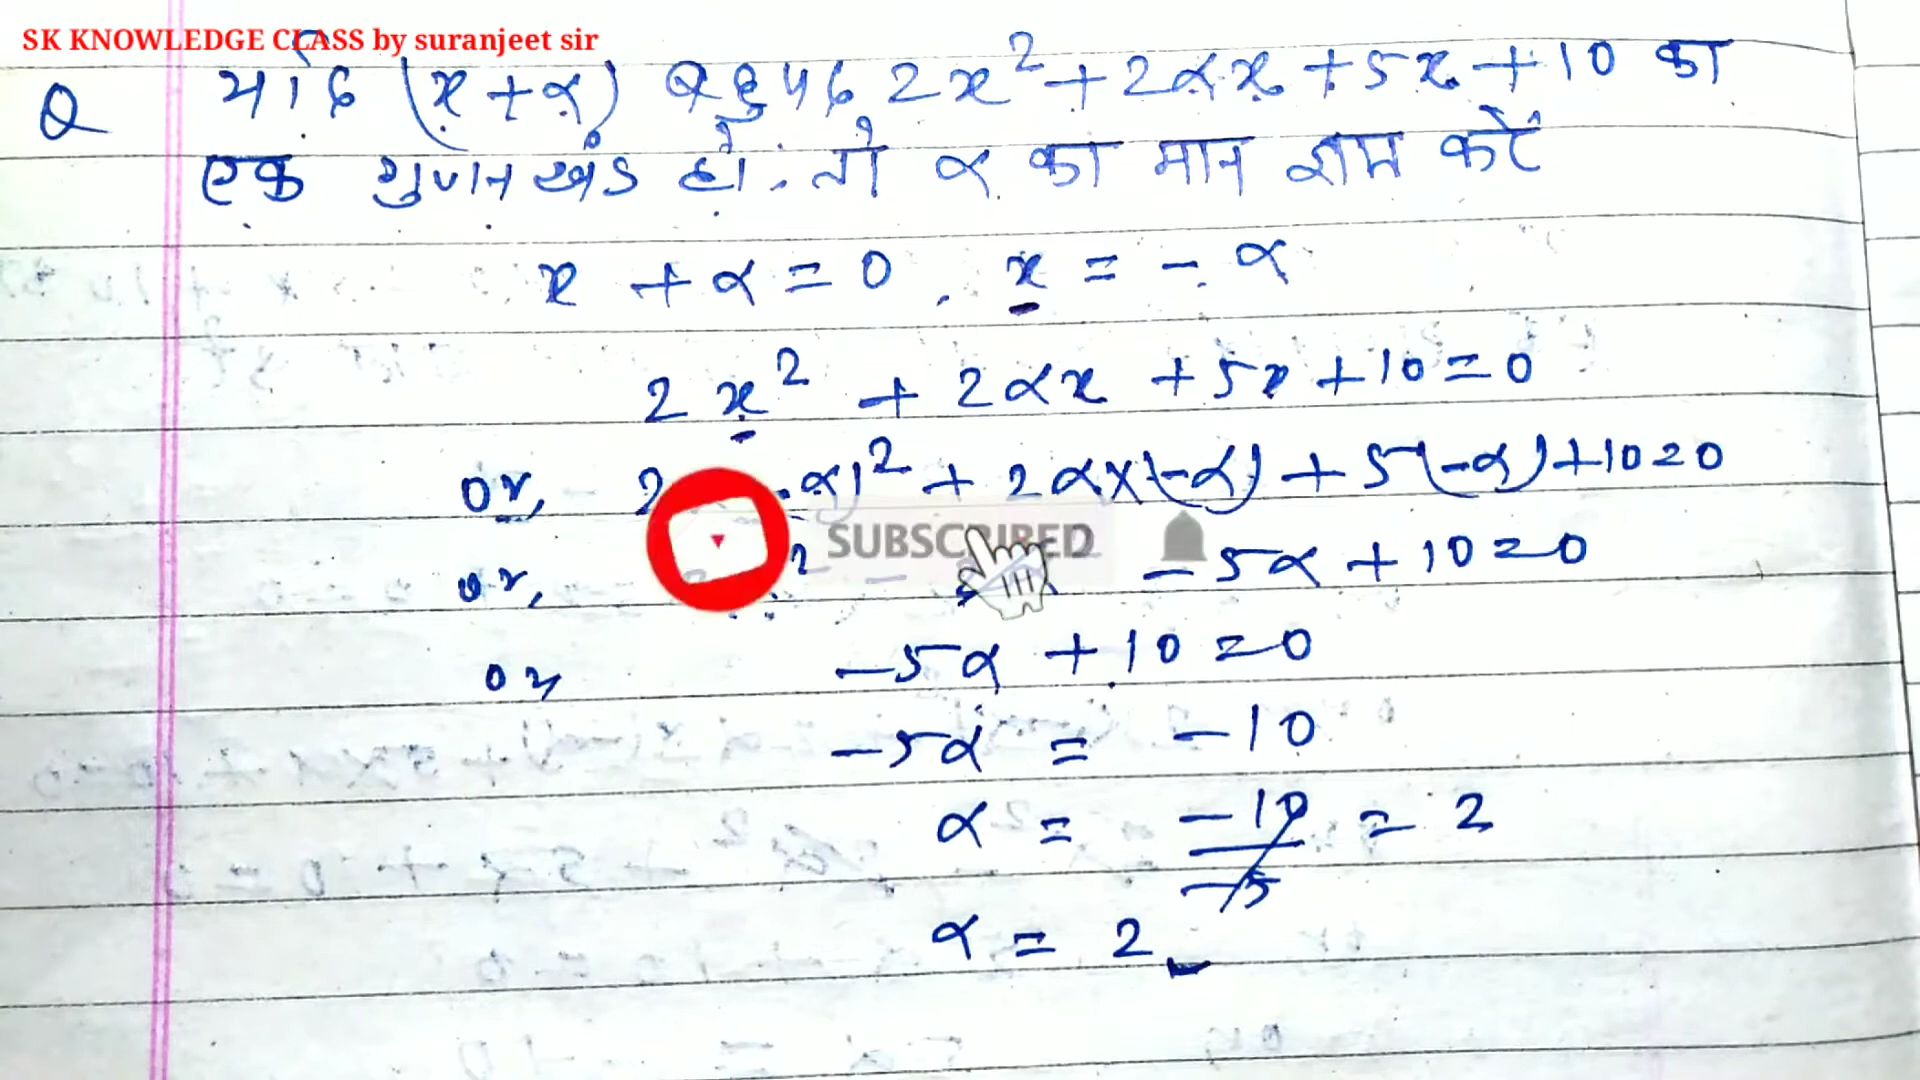 SK KNOWLEDGE CLASS by suranjeet sir
Q यदि (x+α) बहुपद 2x²+2αx+5x+10 का
एक गुणनखंड हो. तो α का मान ज्ञात करें
x + α = 0, x = - α
2x² + 2αx + 5x + 10 = 0
or, 2 α)² + 2α×(-α) + 5(-α) + 10 = 0
SUBSCRIBED
or, 2 - 5α + 10 = 0
or -5α + 10 = 0
-5α = -10
α = -10/-5 = 2
α = 2